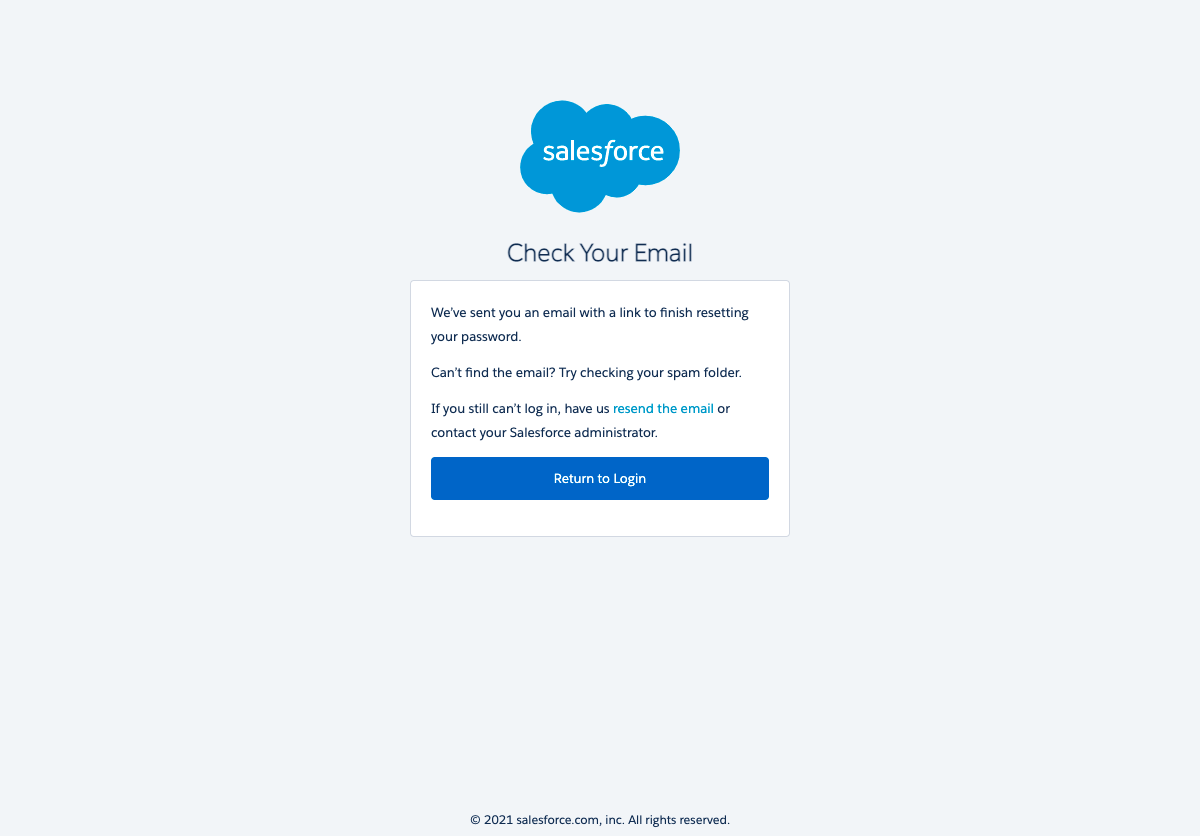 salesforce
Check Your Email
We've sent you an email with a link to finish resetting
your password.
Can't find the email? Try checking your spam folder.
If you still can't log in, have us resend the email or
contact your Salesforce administrator.
Return to Login
© 2021 salesforce.com, inc. All rights reserved.